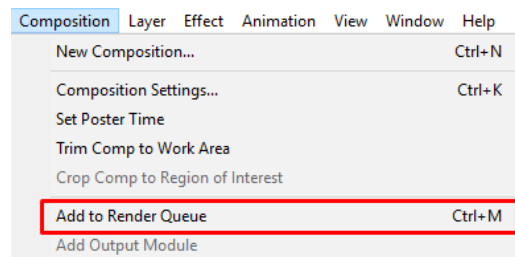 Composition Layer Effect Animation View Window Help
New Composition... Ctrl+N
Composition Settings... Ctrl+K
Set Poster Time
Trim Comp to Work Area
Crop Comp to Region of Interest
Add to Render Queue Ctrl+M
Add Output Module